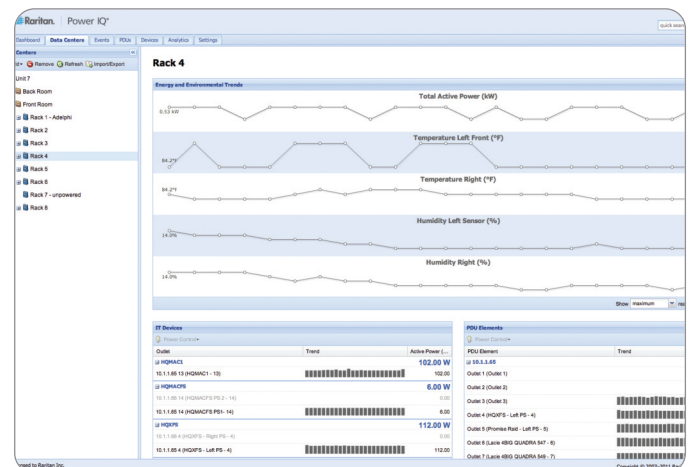 Raritan. Power IQ®
quick sear
Dashboard Data Centers Events PDUs Devices Analytics Settings
Centers
Remove Refresh Import/Export
Unit 7
Back Room
Front Room
Rack 1 - Adelphi
Rack 2
Rack 3
Rack 4
Rack 5
Rack 6
Rack 7 - unpowered
Rack 8
Rack 4
Energy and Environmental Trends
Total Active Power (kW)
0.53 kW
Temperature Left Front (°F)
84.2°F
Temperature Right (°F)
84.2°F
Humidity Left Sensor (%)
14.0%
Humidity Right (%)
14.0%
Show maximum
IT Devices
Power Control
Outlet Trend Active Power (...
HQMAC1 102.00 W
10.1.1.65 13 (HQMAC1 - 13) 102.00
HQMACFS 6.00 W
10.1.1.66 14 (HQMACFS PS 2 - 14) 0.00
10.1.1.65 14 (HQMACFS PS1- 14) 6.00
HQXFS 112.00 W
10.1.1.66 4 (HQXFS - Right PS - 4) 0.00
10.1.1.65 4 (HQXFS - Left PS - 4) 112.00
PDU Elements
Power Control
PDU Element Trend
10.1.1.65
Outlet 1 (Outlet 1)
Outlet 2 (Outlet 2)
Outlet 3 (Outlet 3)
Outlet 4 (HQXFS - Left PS - 4)
Outlet 5 (Promise Raid - Left PS - 5)
Outlet 6 (Lacie 4BIG QUADRA 547 - 6)
Outlet 7 (Lacie 4BIG QUADRA 546 - 7)